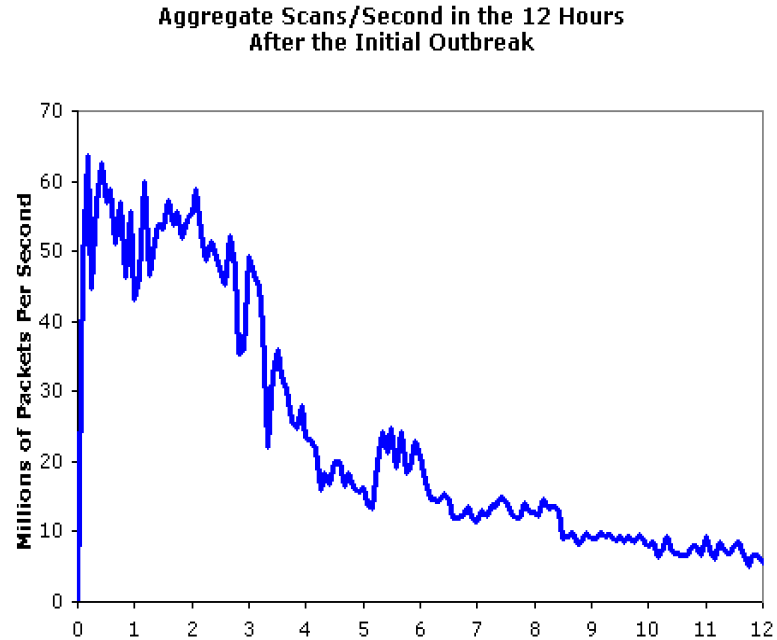 Aggregate Scans/Second in the 12 Hours
After the Initial Outbreak
Millions of Packets Per Second
70
60
50
40
30
20
10
0
0 1 2 3 4 5 6 7 8 9 10 11 12